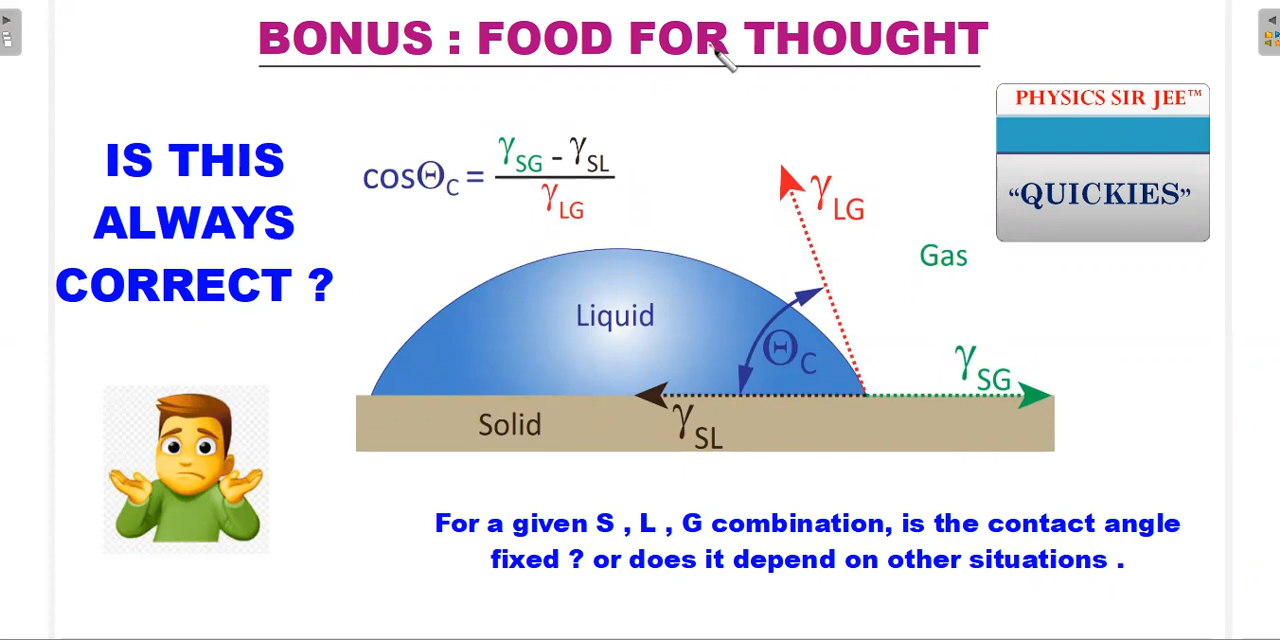 BONUS : FOOD FOR THOUGHT
PHYSICS SIR JEE™
“QUICKIES”
IS THIS
ALWAYS
CORRECT ?
cosΘC = γSG - γSL
γLG
γLG
Gas
Liquid
ΘC
γSG
Solid
γSL
For a given S , L , G combination, is the contact angle
fixed ? or does it depend on other situations .